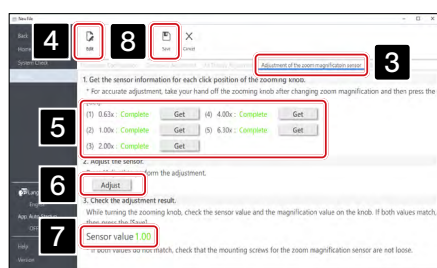 New File
Back
Home
System Check
4
Edit
8
Save
Cancel
3
Adjustment of the zoom magnification sensor
1. Get the sensor information for each click position of the zooming knob.
* For accurate adjustment, take your hand off the zooming knob after changing zoom magnification and then press the
5
(1) 0.63x : Complete Get (4) 4.00x : Complete Get
(2) 1.00x : Complete Get (5) 6.30x : Complete Get
(3) 2.00x : Complete Get
2. Adjust the sensor.
form the adjustment.
6
Adjust
3. Check the adjustment result.
While turning the zooming knob, check the sensor value and the magnification value on the knob. If both values match,
then press the [Save]
7
Sensor value 1.00
* If both values do not match, check that the mounting screws for the zoom magnification sensor are not loose.
Lang
English
App. Auto Startup
OFF
Help
Version